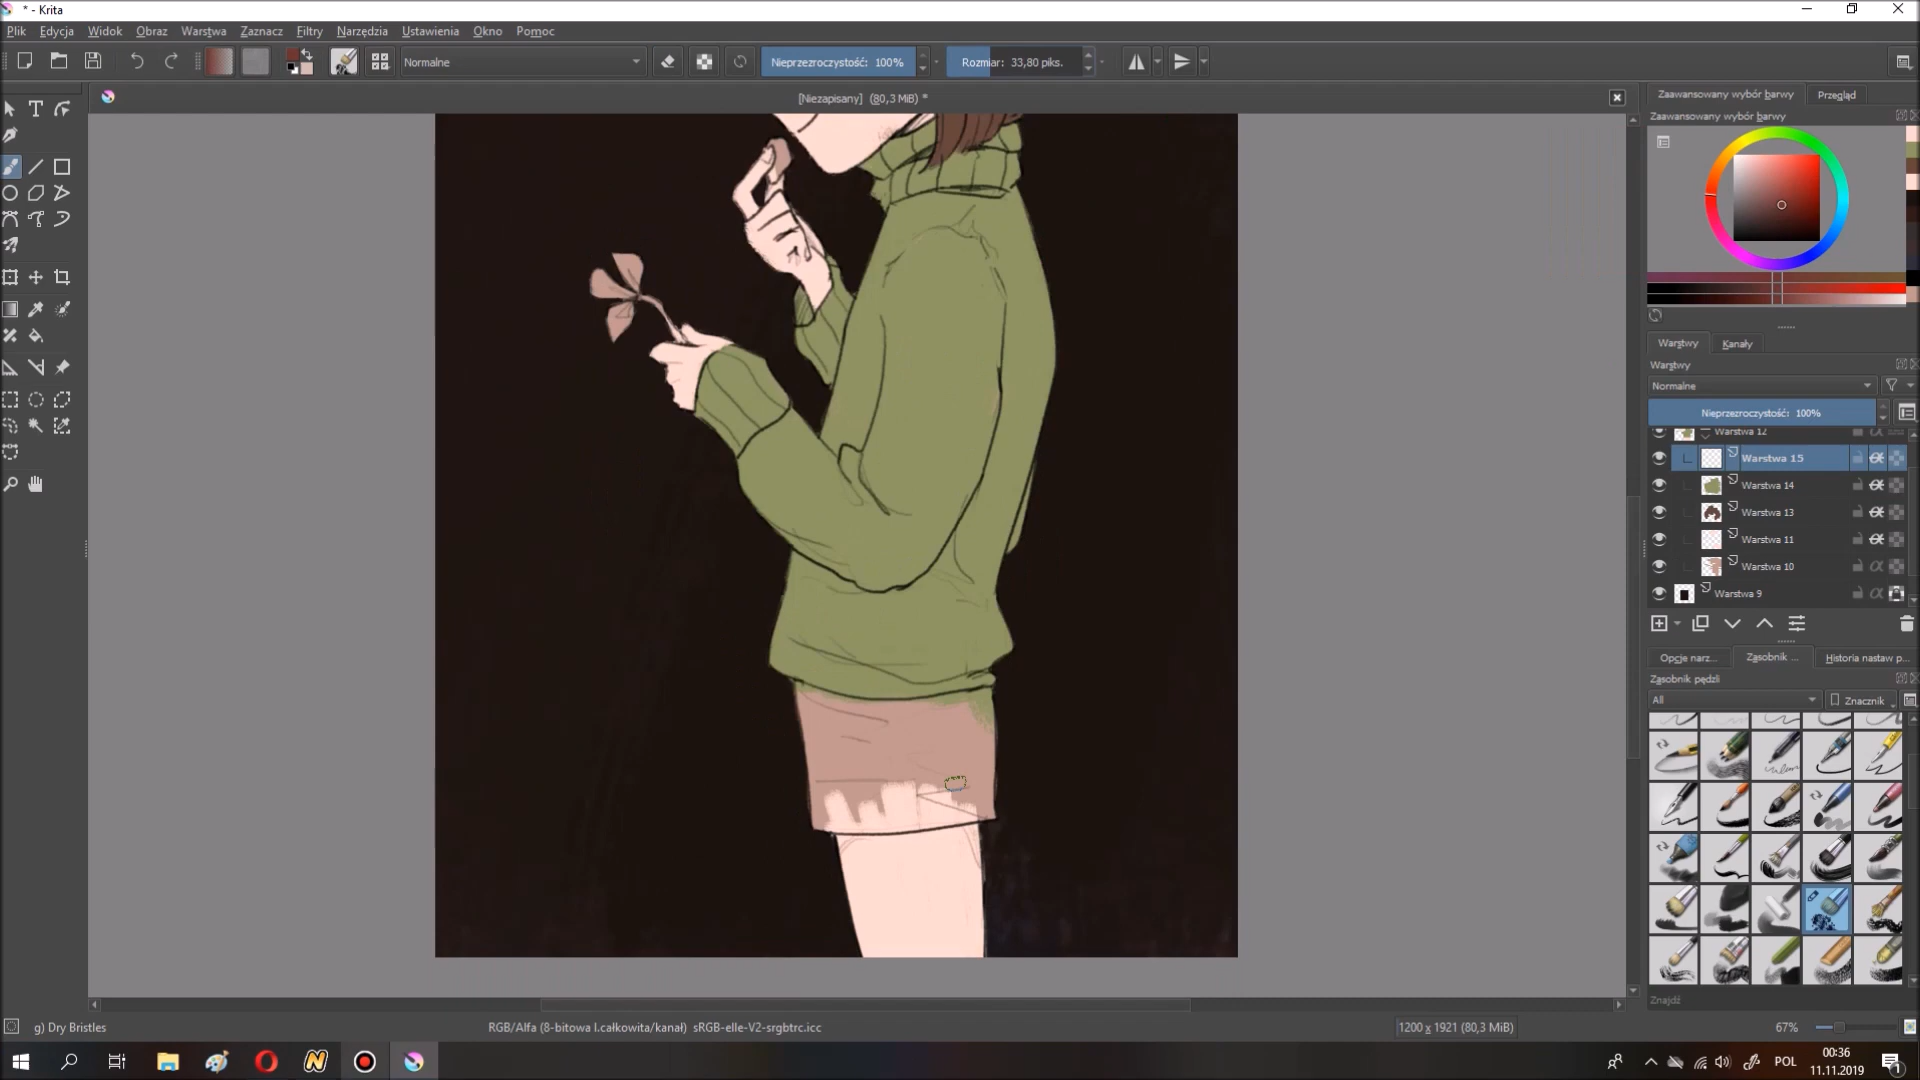 * - Krita
Plik Edycja Widok Obraz Warstwa Zaznacz Filtry Narzędzia Ustawienia Okno Pomoc
Normalne
Nieprzezroczystość: 100%
Rozmiar: 33,80 piks.
[Niezapisany] (80,3 MiB) *
Zaawansowany wybór barwy
Przegląd
Zaawansowany wybór barwy
Warstwy
Kanały
Warstwy
Normalne
Nieprzezroczystość: 100%
Warstwa 12
Warstwa 15
Warstwa 14
Warstwa 13
Warstwa 11
Warstwa 10
Warstwa 9
Opcje narz...
Zasobnik ...
Historia nastaw p...
Zasobnik pędzli
All
Znacznik
Znajdź
g) Dry Bristles
RGB/Alfa (8-bitowa l.całkowita/kanał) sRGB-elle-V2-srgbtrc.icc
1200 x 1921 (80,3 MiB)
67%
POL
00:36
11.11.2019
1